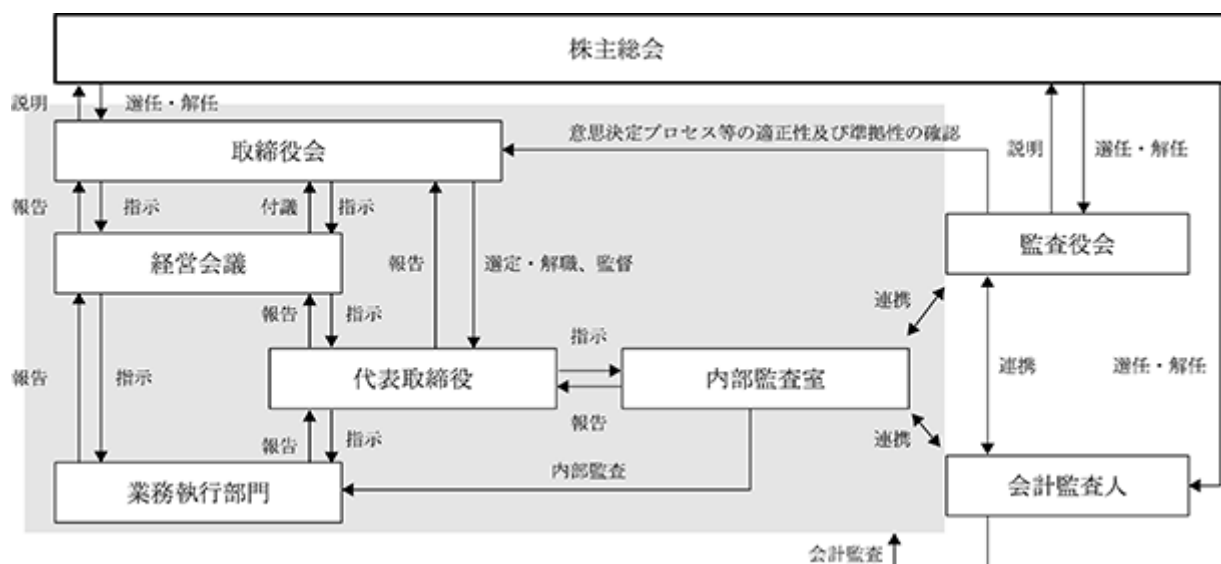 株主総会
説明
選任・解任
取締役会
意思決定プロセス等の適正性及び準拠性の確認
説明
選任・解任
報告
指示
付議
指示
経営会議
報告
選定・解職、監督
監査役会
報告
指示
連携
指示
報告
指示
代表取締役
内部監査室
連携
選任・解任
報告
報告
指示
連携
内部監査
業務執行部門
会計監査人
会計監査